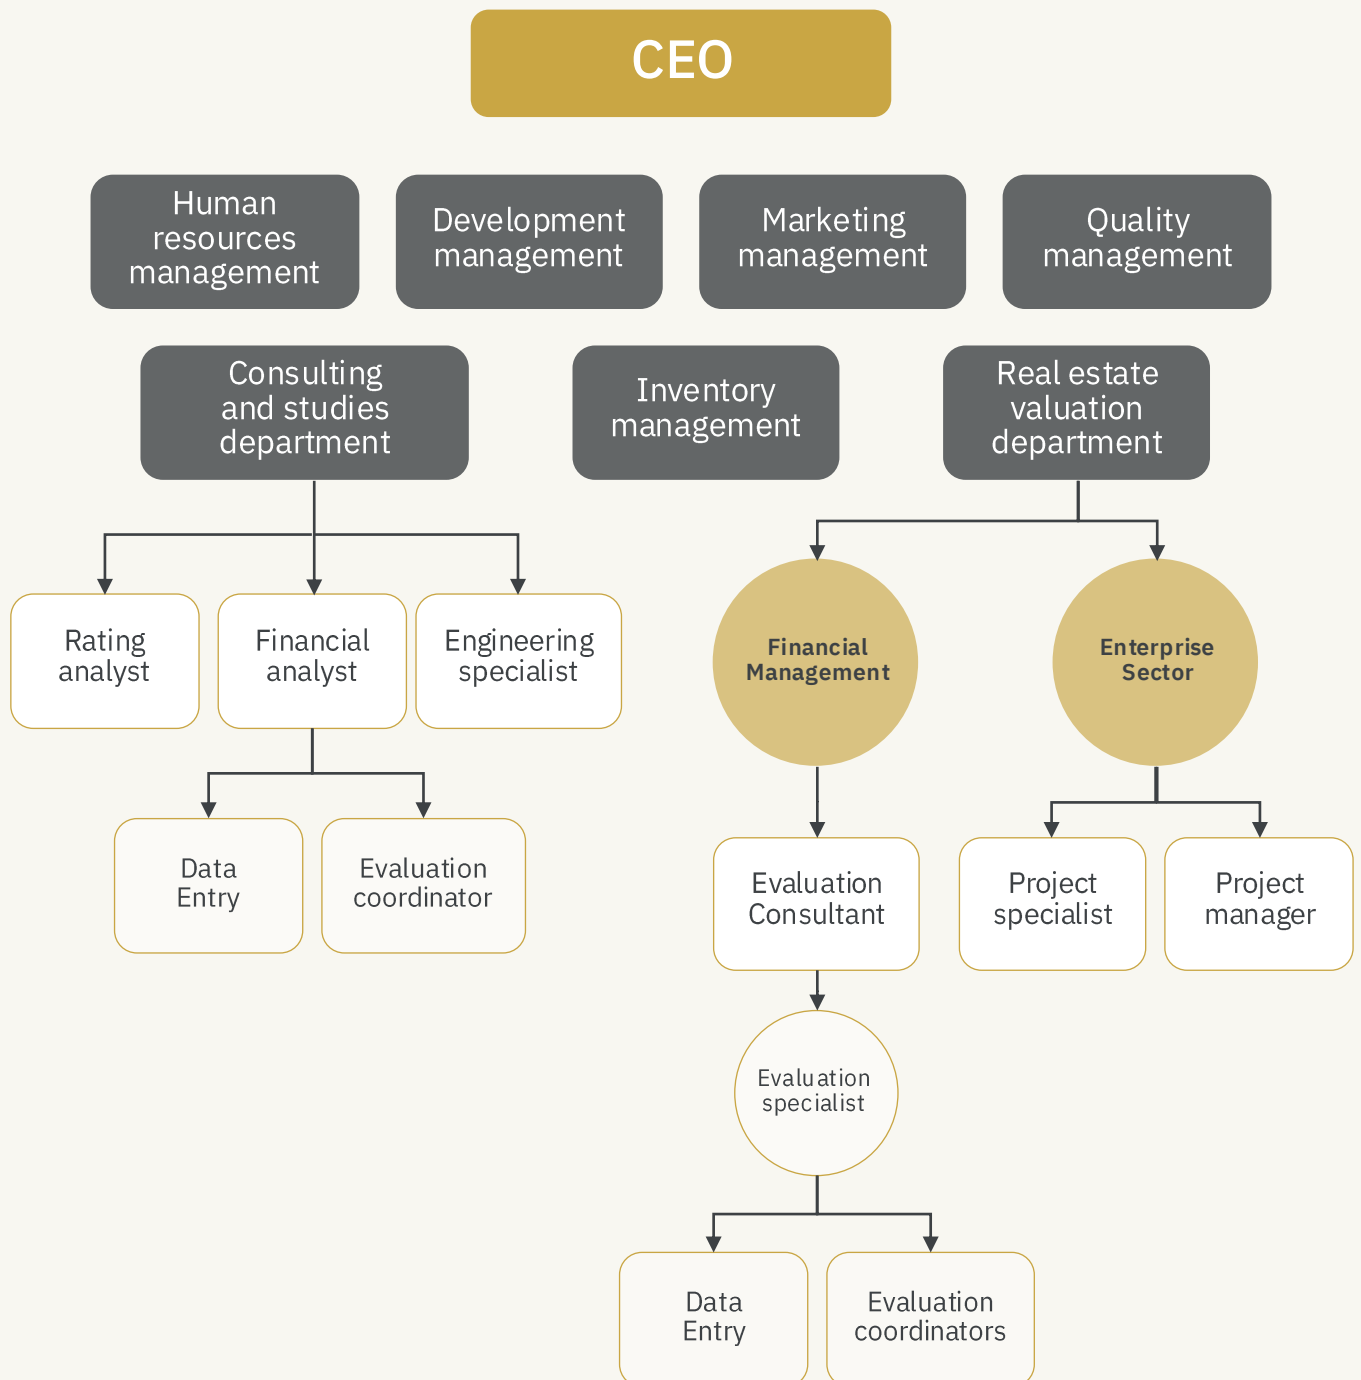 CEO
Human
resources
management
Development
management
Marketing
management
Quality
management
Consulting
and studies
department
Inventory
management
Real estate
valuation
department
Rating
analyst
Financial
analyst
Engineering
specialist
Financial
Management
Enterprise
Sector
Data
Entry
Evaluation
coordinator
Evaluation
Consultant
Project
specialist
Project
manager
Evaluation
specialist
Data
Entry
Evaluation
coordinators